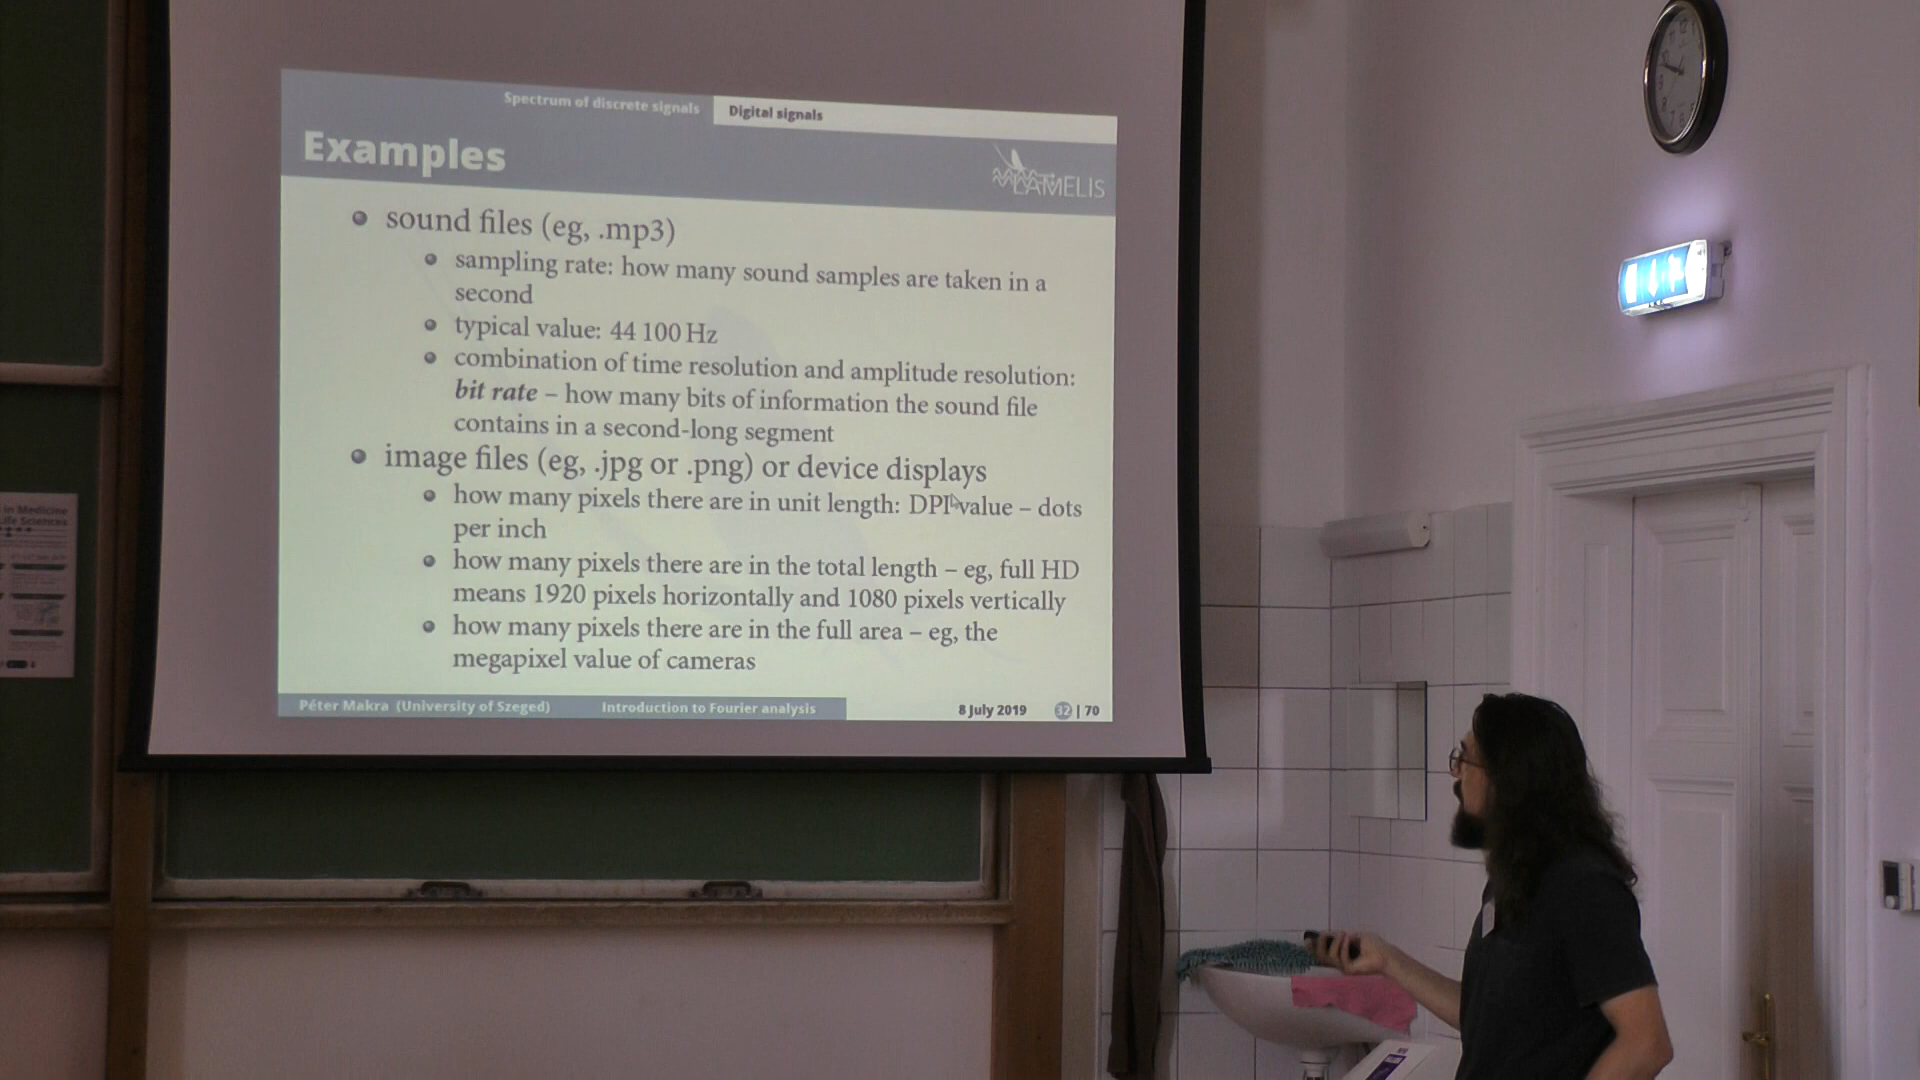 Spectrum of discrete signals Digital signals
Examples
LAMELIS
sound files (eg, .mp3)
sampling rate: how many sound samples are taken in a
second
typical value: 44 100 Hz
combination of time resolution and amplitude resolution:
bit rate – how many bits of information the sound file
contains in a second-long segment
image files (eg, .jpg or .png) or device displays
how many pixels there are in unit length: DPI value – dots
per inch
how many pixels there are in the total length – eg, full HD
means 1920 pixels horizontally and 1080 pixels vertically
how many pixels there are in the full area – eg, the
megapixel value of cameras
Péter Makra (University of Szeged) Introduction to Fourier analysis 8 July 2019 32 | 70
in Medicine
Life Sciences